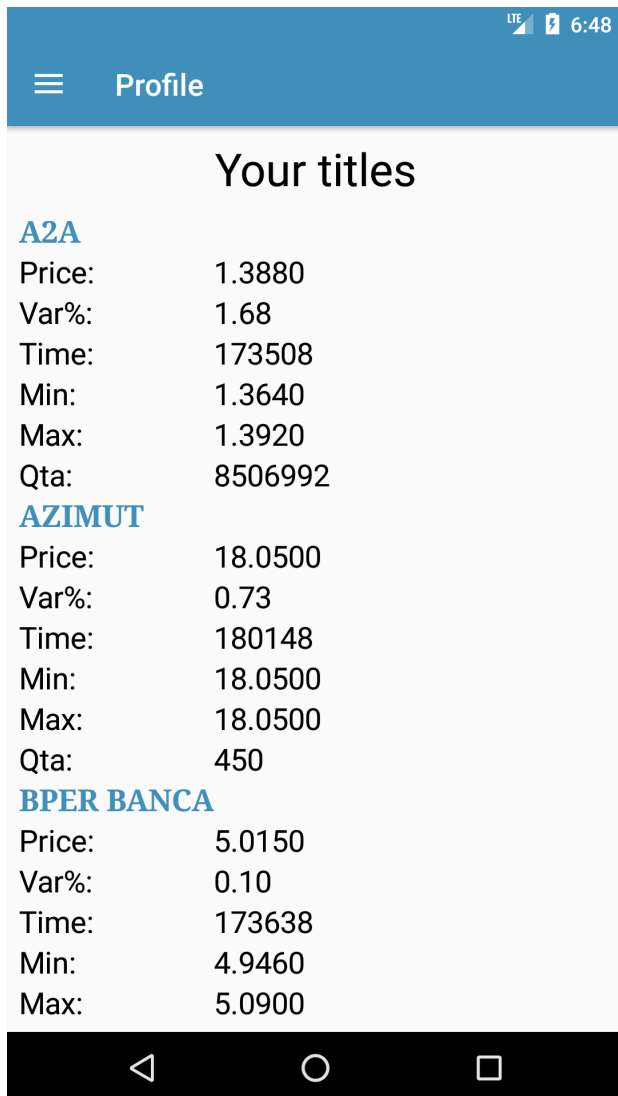 LTE 6:48
Profile
Your titles
A2A
Price: 1.3880
Var%: 1.68
Time: 173508
Min: 1.3640
Max: 1.3920
Qta: 8506992
AZIMUT
Price: 18.0500
Var%: 0.73
Time: 180148
Min: 18.0500
Max: 18.0500
Qta: 450
BPER BANCA
Price: 5.0150
Var%: 0.10
Time: 173638
Min: 4.9460
Max: 5.0900